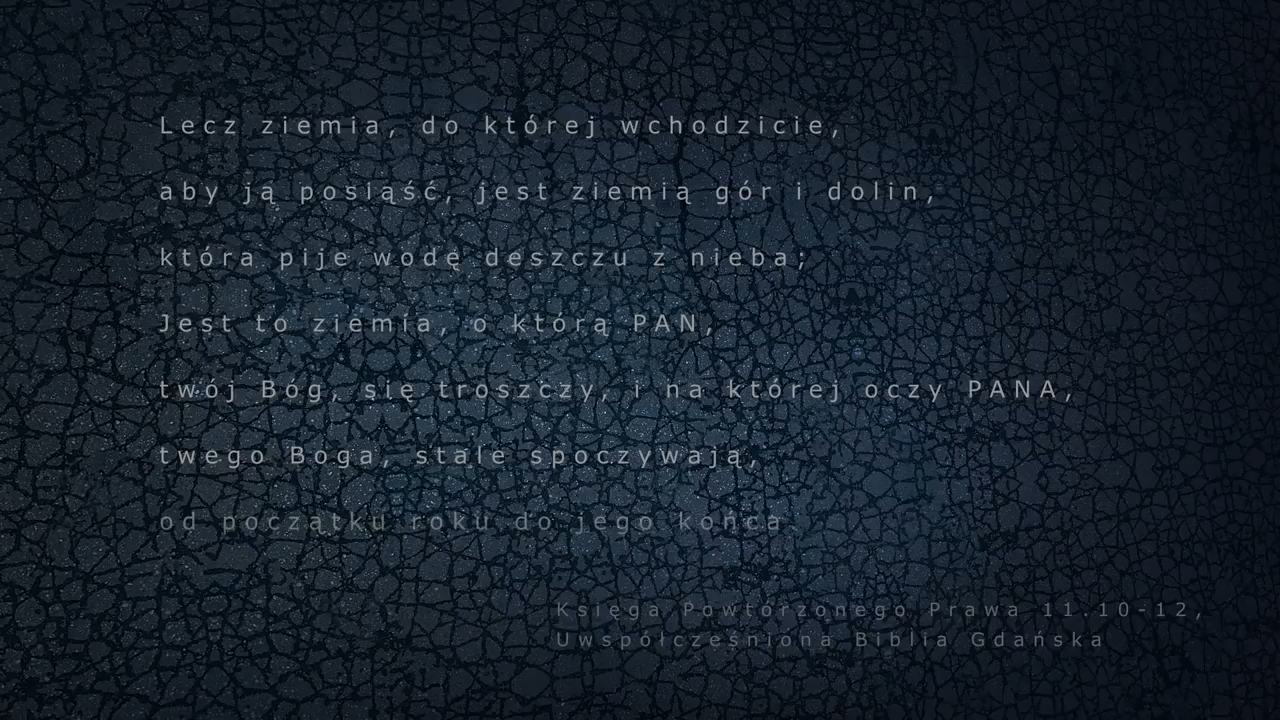 Lecz ziemia, do której wchodzicie,
aby ją posiąść, jest ziemią gór i dolin,
która pije wodę deszczu z nieba;
Jest to ziemia, o którą PAN,
twój Bóg, się troszczy, i na której oczy PANA,
twego Boga, stale spoczywają,
od początku roku do jego końca.
Księga Powtórzonego Prawa 11.10-12,
Uwspółcześniona Biblia Gdańska